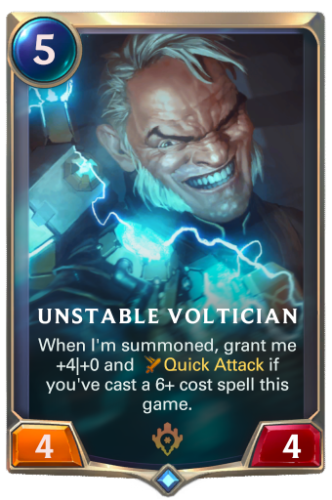 5
UNSTABLE VOLTICIAN
When I'm summoned, grant me
+4|+0 and Quick Attack if
you've cast a 6+ cost spell this
game.
4 4